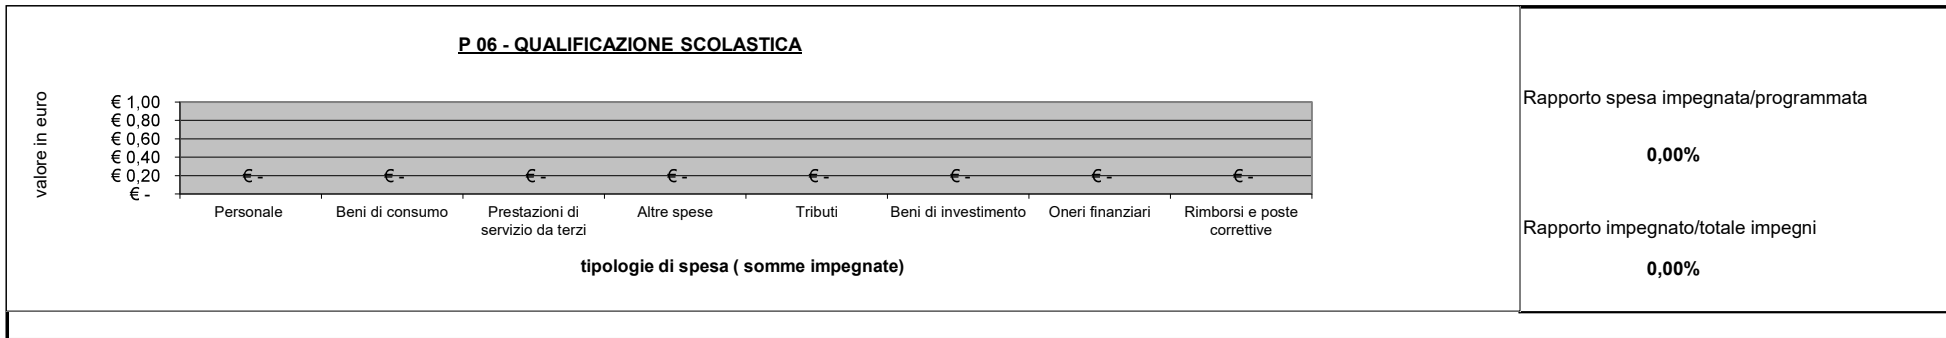 P 06 - QUALIFICAZIONE SCOLASTICA
valore in euro
€ 1,00
€ 0,80
€ 0,60
€ 0,40
€ 0,20
€ -
€ - € - € - € - € - € - € - € -
Personale Beni di consumo Prestazioni di servizio da terzi Altre spese Tributi Beni di investimento Oneri finanziari Rimborsi e poste correttive
tipologie di spesa ( somme impegnate)
Rapporto spesa impegnata/programmata
0,00%
Rapporto impegnato/totale impegni
0,00%